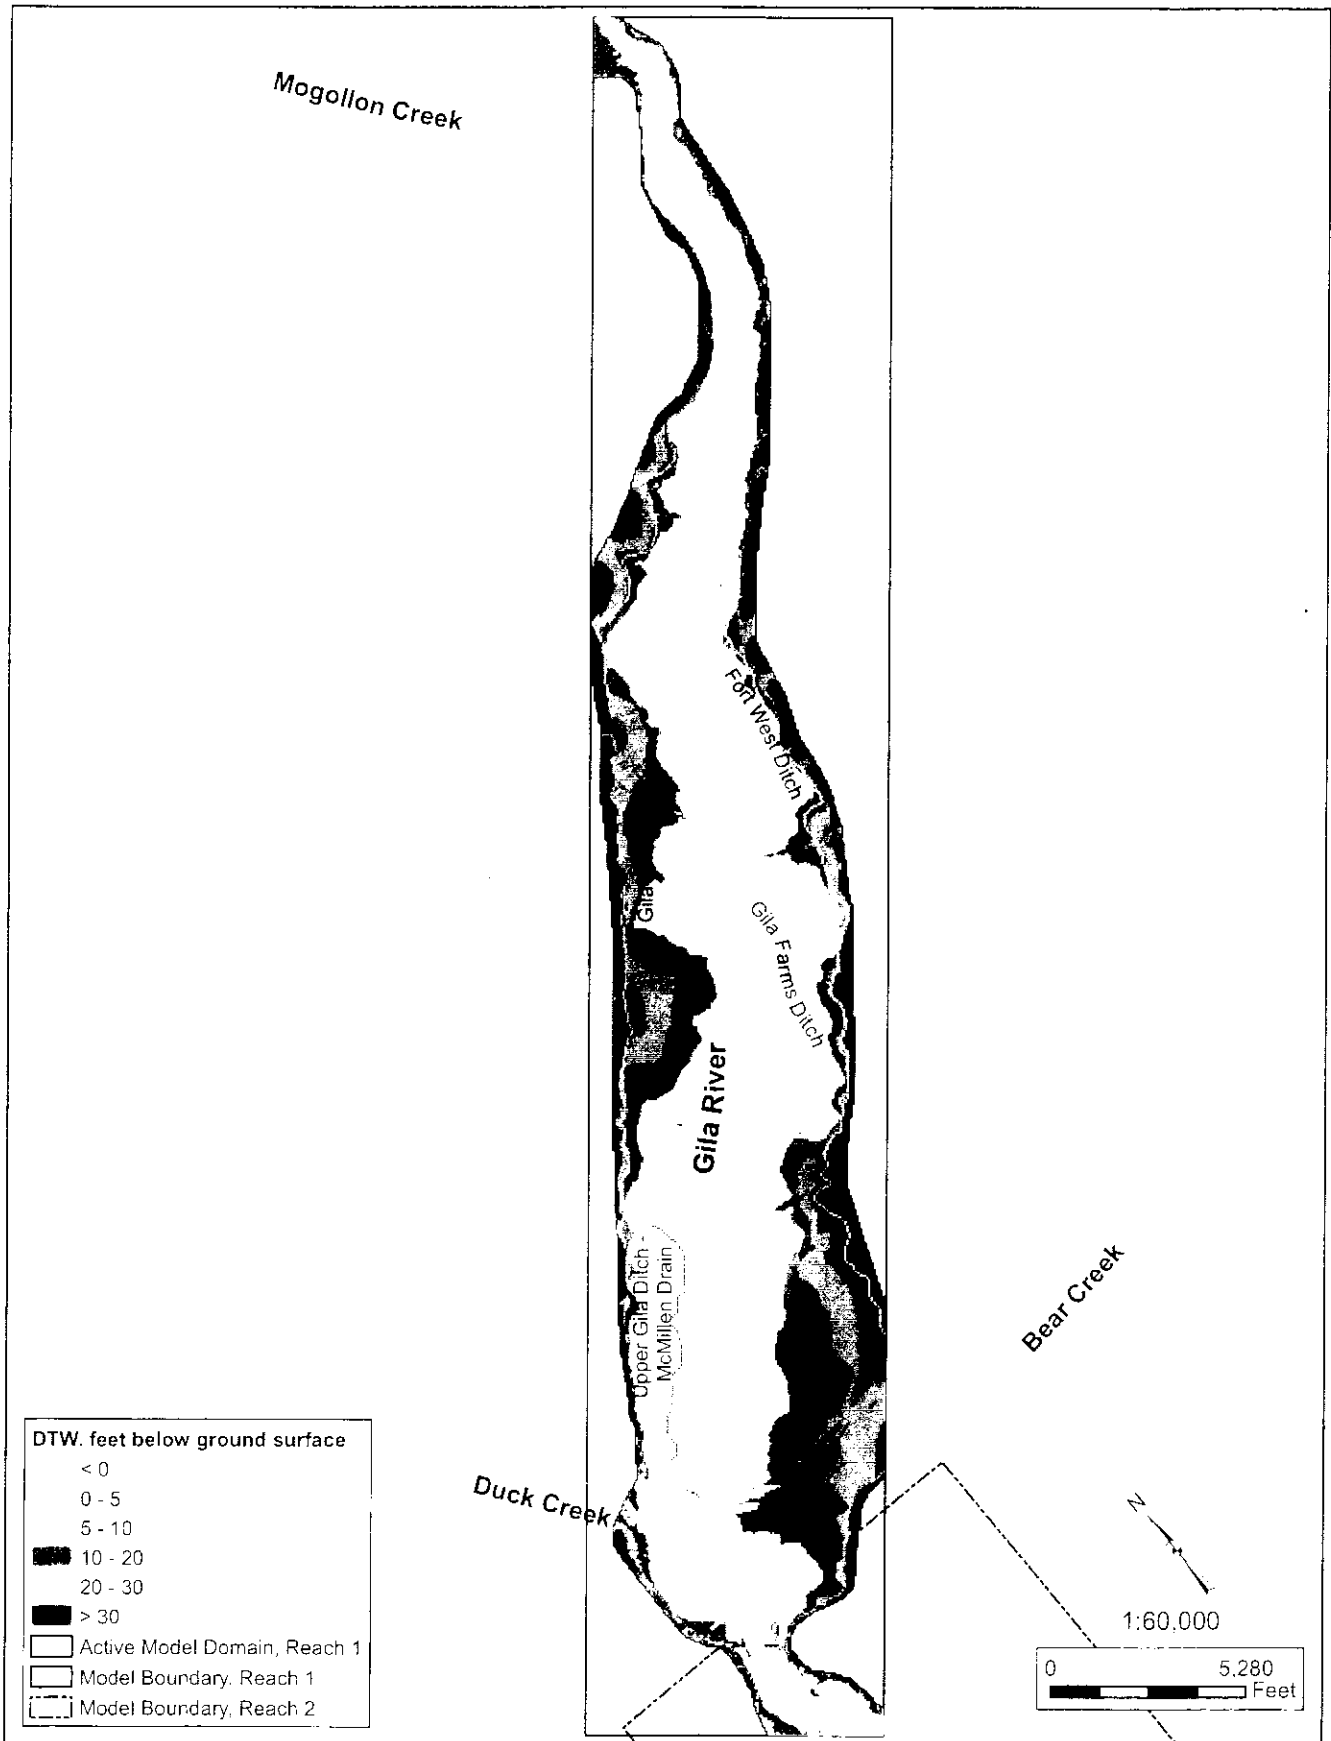 Mogollon Creek
Fort West Ditch
Gila
Gila Farms Ditch
Gila River
Upper Gila Ditch -
McMillen Drain
Bear Creek
Duck Creek
DTW. feet below ground surface
< 0
0 - 5
5 - 10
10 - 20
20 - 30
> 30
Active Model Domain, Reach 1
Model Boundary, Reach 1
Model Boundary, Reach 2
N
1:60,000
0 5,280
Feet